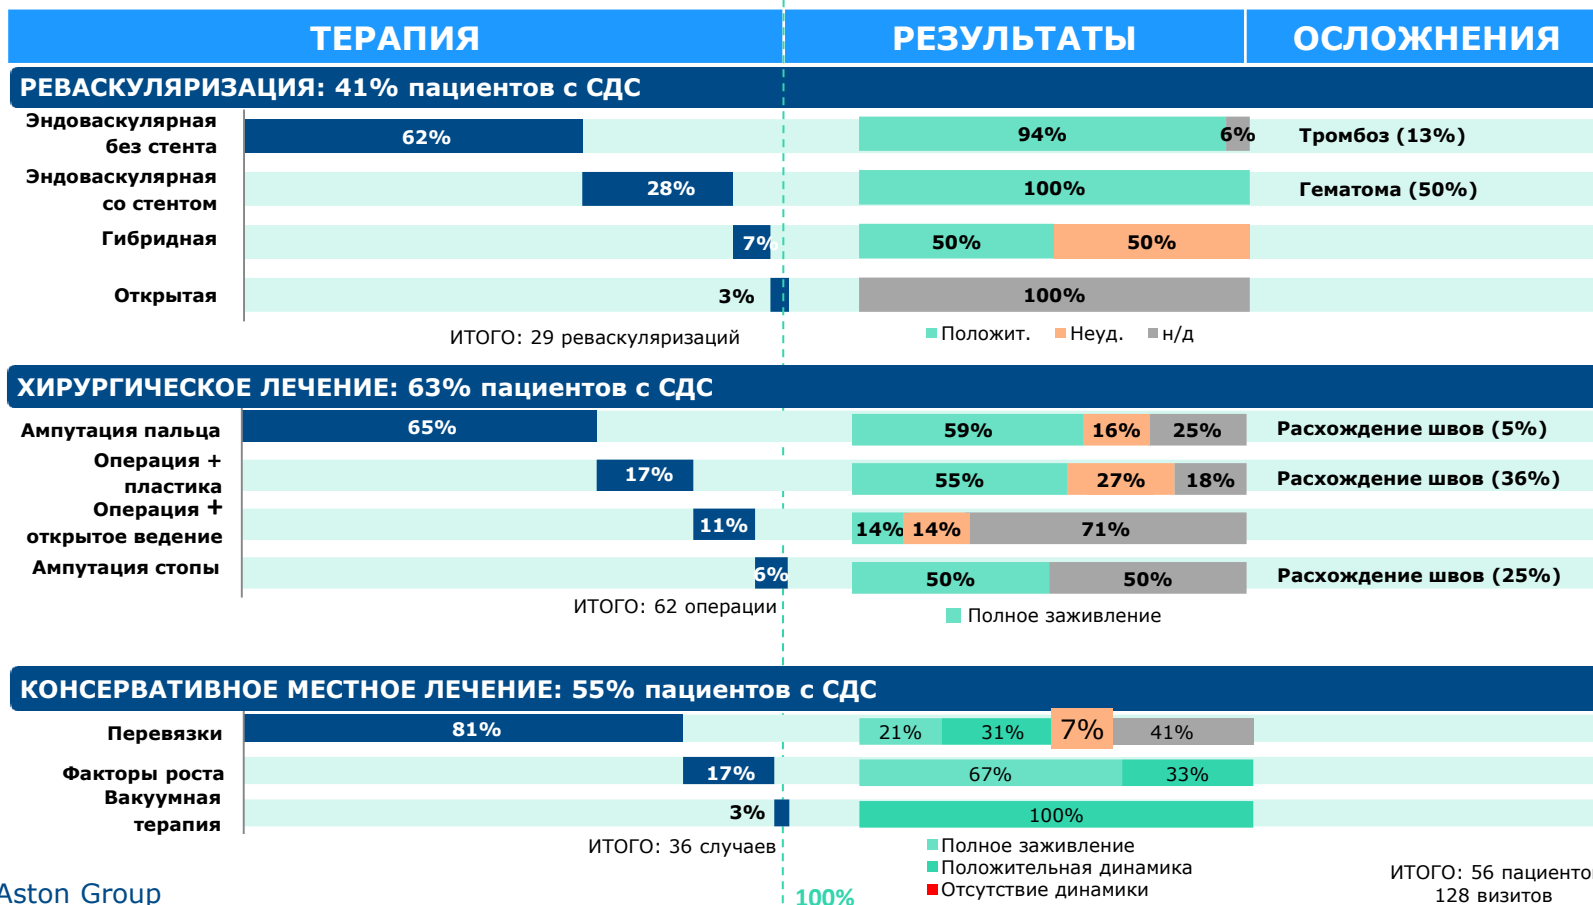 ТЕРАПИЯ РЕЗУЛЬТАТЫ ОСЛОЖНЕНИЯ
РЕВАСКУЛЯРИЗАЦИЯ: 41% пациентов с СДС
Эндоваскулярная
без стента
62% 94% 6% Тромбоз (13%)
Эндоваскулярная
со стентом
28% 100% Гематома (50%)
Гибридная 7% 50% 50%
Открытая 3% 100%
ИТОГО: 29 реваскуляризаций
Положит. Неуд. н/д
ХИРУРГИЧЕСКОЕ ЛЕЧЕНИЕ: 63% пациентов с СДС
Ампутация пальца 65% 59% 16% 25% Расхождение швов (5%)
Операция +
пластика
17% 55% 27% 18% Расхождение швов (36%)
Операция +
открытое ведение
11% 14% 14% 71%
Ампутация стопы 6% 50% 50% Расхождение швов (25%)
ИТОГО: 62 операции
Полное заживление
КОНСЕРВАТИВНОЕ МЕСТНОЕ ЛЕЧЕНИЕ: 55% пациентов с СДС
Перевязки 81% 21% 31% 7% 41%
Факторы роста 17% 67% 33%
Вакуумная
терапия
3% 100%
ИТОГО: 36 случаев
Полное заживление
Положительная динамика
Отсутствие динамики
ИТОГО: 56 пациенто
128 визитов
Aston Group
100%